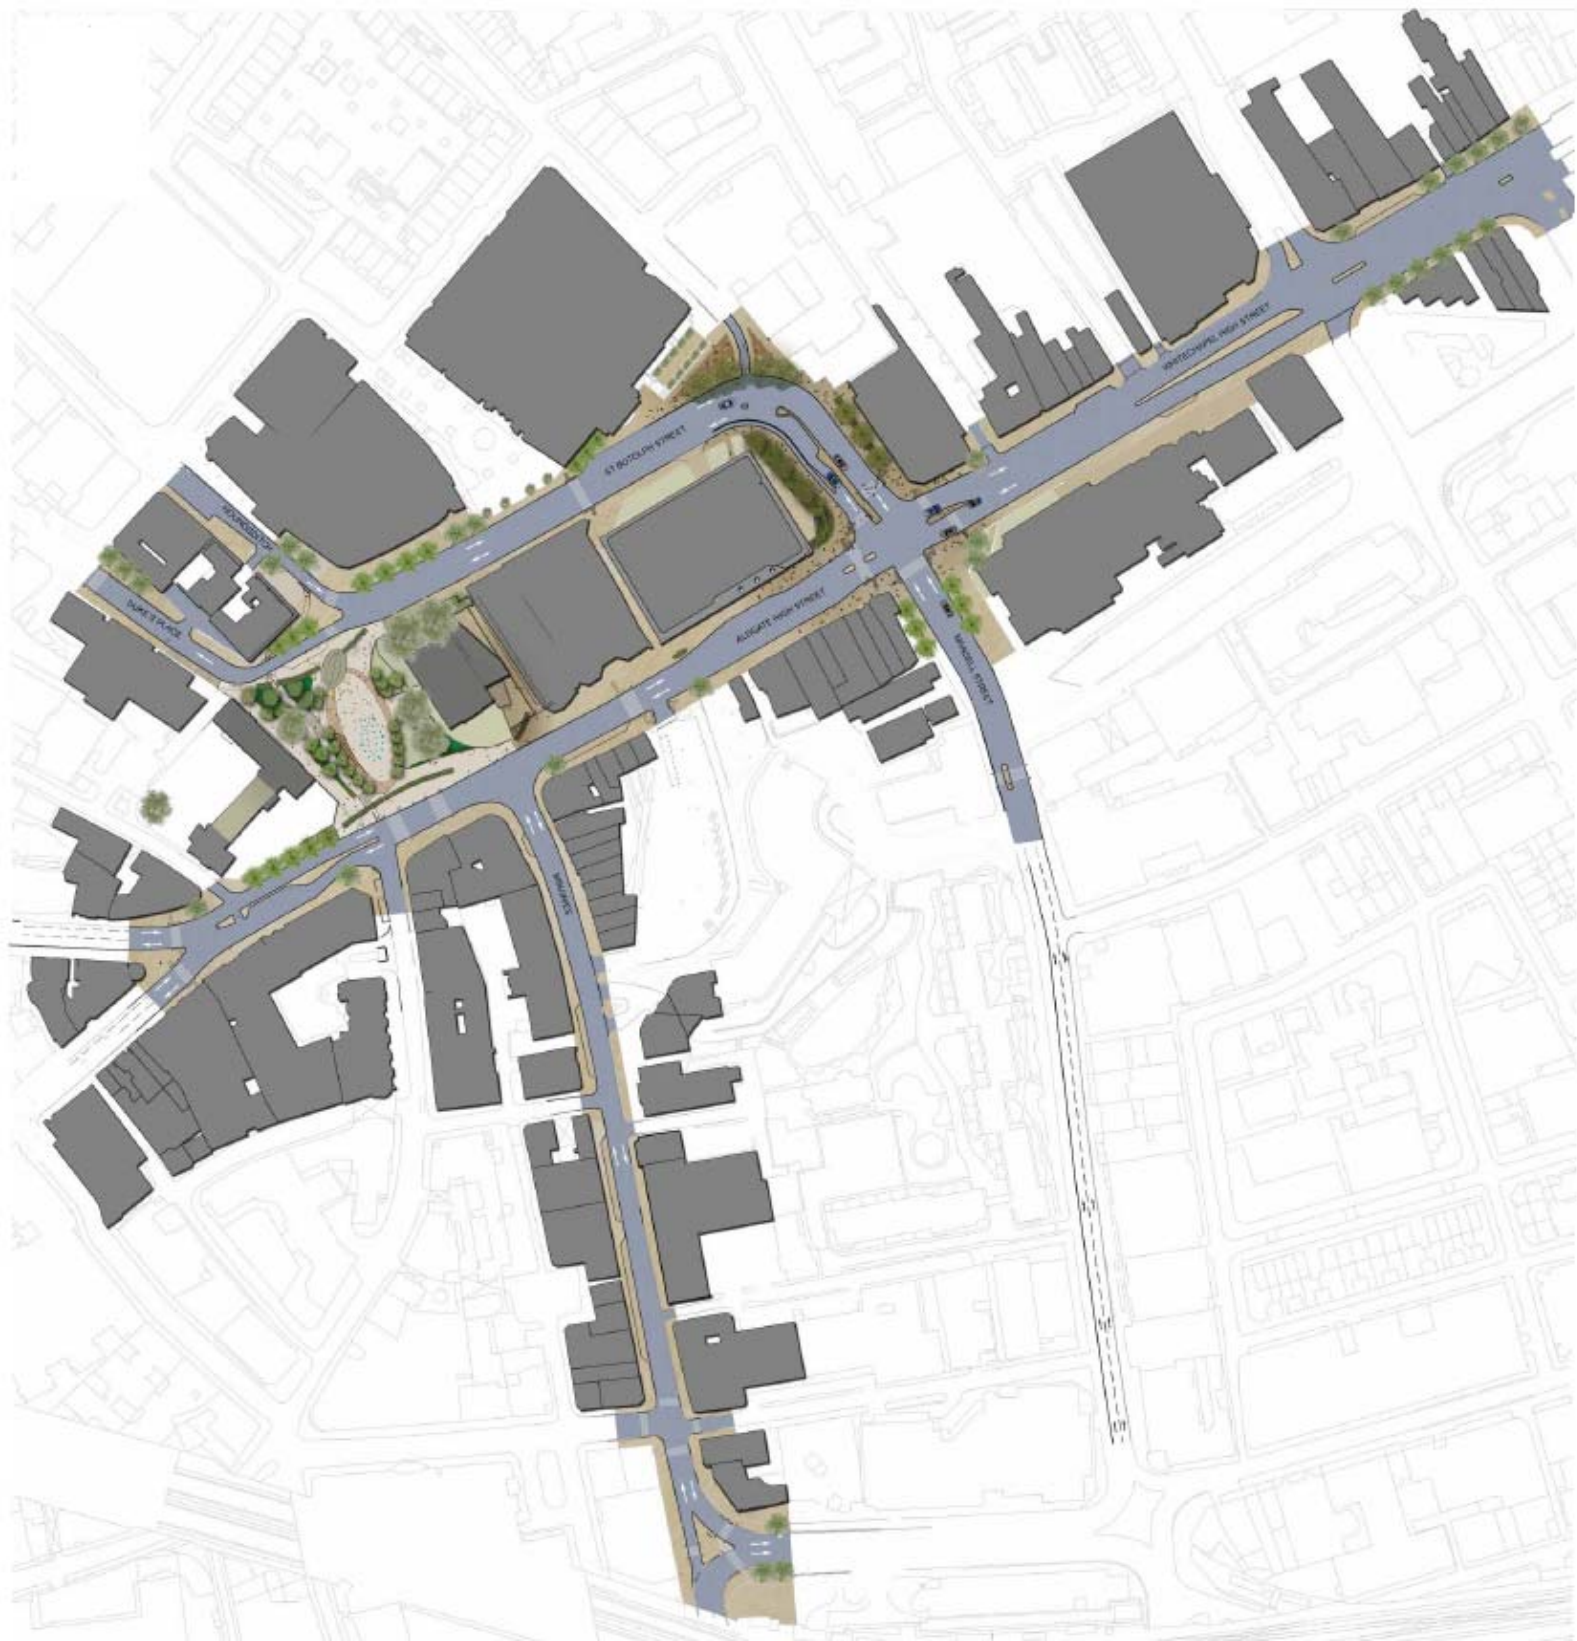 WHITECHAPEL HIGH STREET
ST BOTOLPH STREET
HOUNDSDITCH
DUKE'S PLACE
ALDGATE HIGH STREET
MANSELL STREET
MINORIES